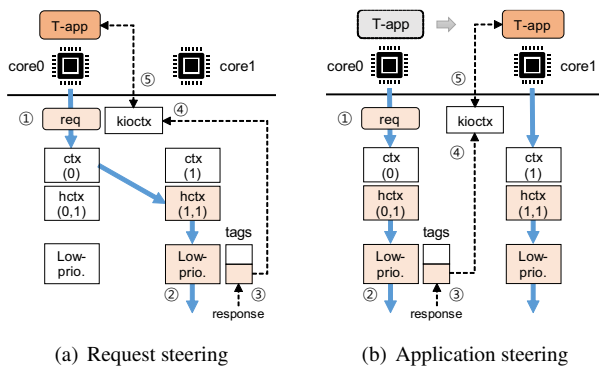 T-app
core0
core1
⑤
④
①
req
kioctx
ctx
(0)
ctx
(1)
hctx
(0,1)
hctx
(1,1)
tags
Low-
prio.
Low-
prio.
②
③
response
(a) Request steering
T-app
T-app
core0
core1
⑤
①
req
kioctx
④
ctx
(0)
ctx
(1)
hctx
(0,1)
hctx
(1,1)
tags
Low-
prio.
Low-
prio.
②
③
response
(b) Application steering